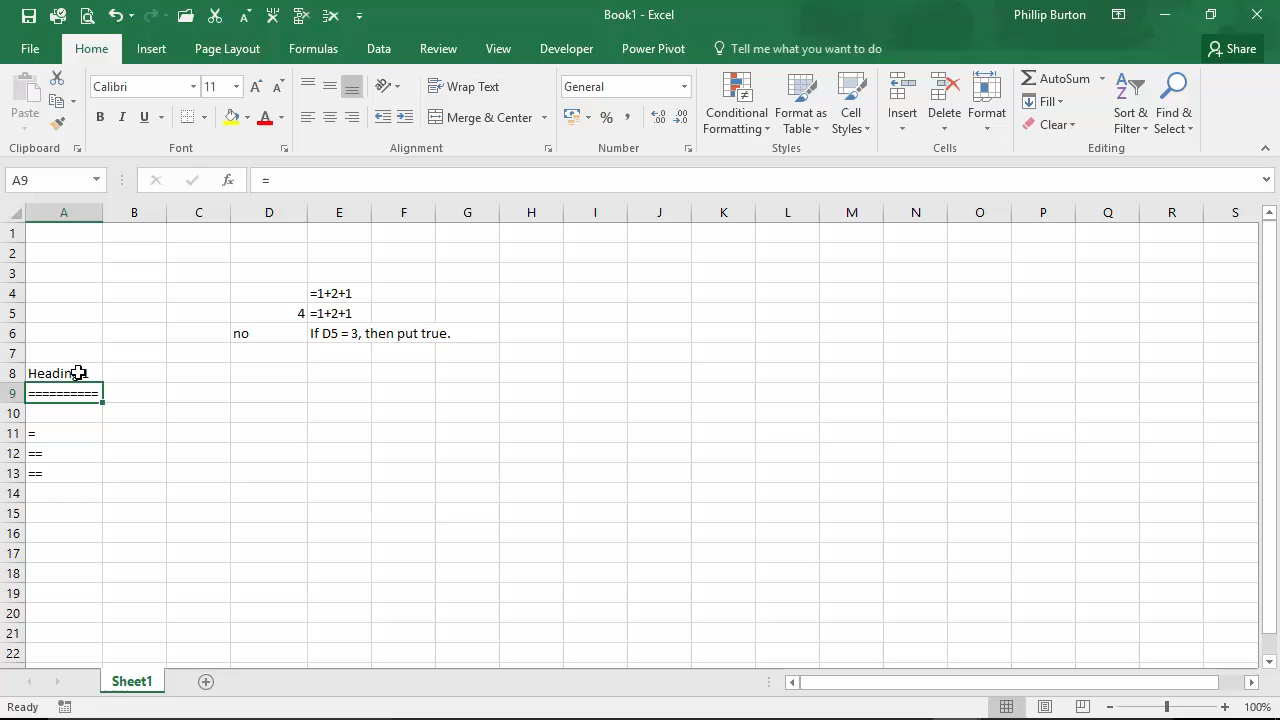 Book1 - Excel
Phillip Burton
File Home Insert Page Layout Formulas Data Review View Developer Power Pivot Tell me what you want to do Share
Paste
Calibri 11
A A
B I U A
Wrap Text
Merge & Center
General
% ,
Conditional Formatting
Format as Table
Cell Styles
Insert Delete Format
AutoSum
Fill
Clear
Sort & Filter
Find & Select
Clipboard Font Alignment Number Styles Cells Editing
A9 fx =
A B C D E F G H I J K L M N O P Q R S
1
2
3
4 =1+2+1
5 4 =1+2+1
6 no If D5 = 3, then put true.
7
8 Heading 1
9 ==========
10
11 =
12 ==
13 ==
14
15
16
17
18
19
20
21
22
Sheet1
Ready 100%